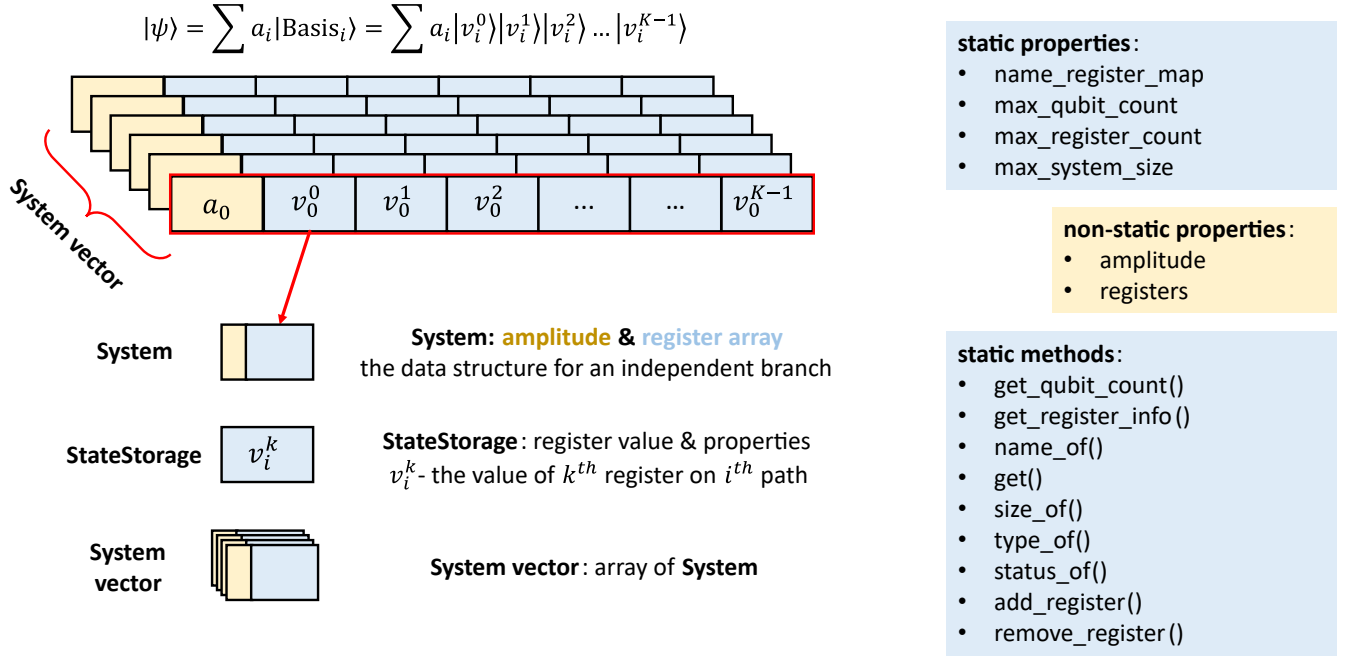 |ψ⟩ = ∑ a_i|Basis_i⟩ = ∑ a_i|v_i^0⟩|v_i^1⟩|v_i^2⟩ … |v_i^{K−1}⟩
a_0 v_0^0 v_0^1 v_0^2 … … v_0^{K−1}
System vector
System
System: amplitude & register array
the data structure for an independent branch
StateStorage
v_i^k
StateStorage: register value & properties
v_i^k- the value of k^{th} register on i^{th} path
System
vector
System vector: array of System
static properties:
• name_register_map
• max_qubit_count
• max_register_count
• max_system_size
non-static properties:
• amplitude
• registers
static methods:
• get_qubit_count()
• get_register_info()
• name_of()
• get()
• size_of()
• type_of()
• status_of()
• add_register()
• remove_register()